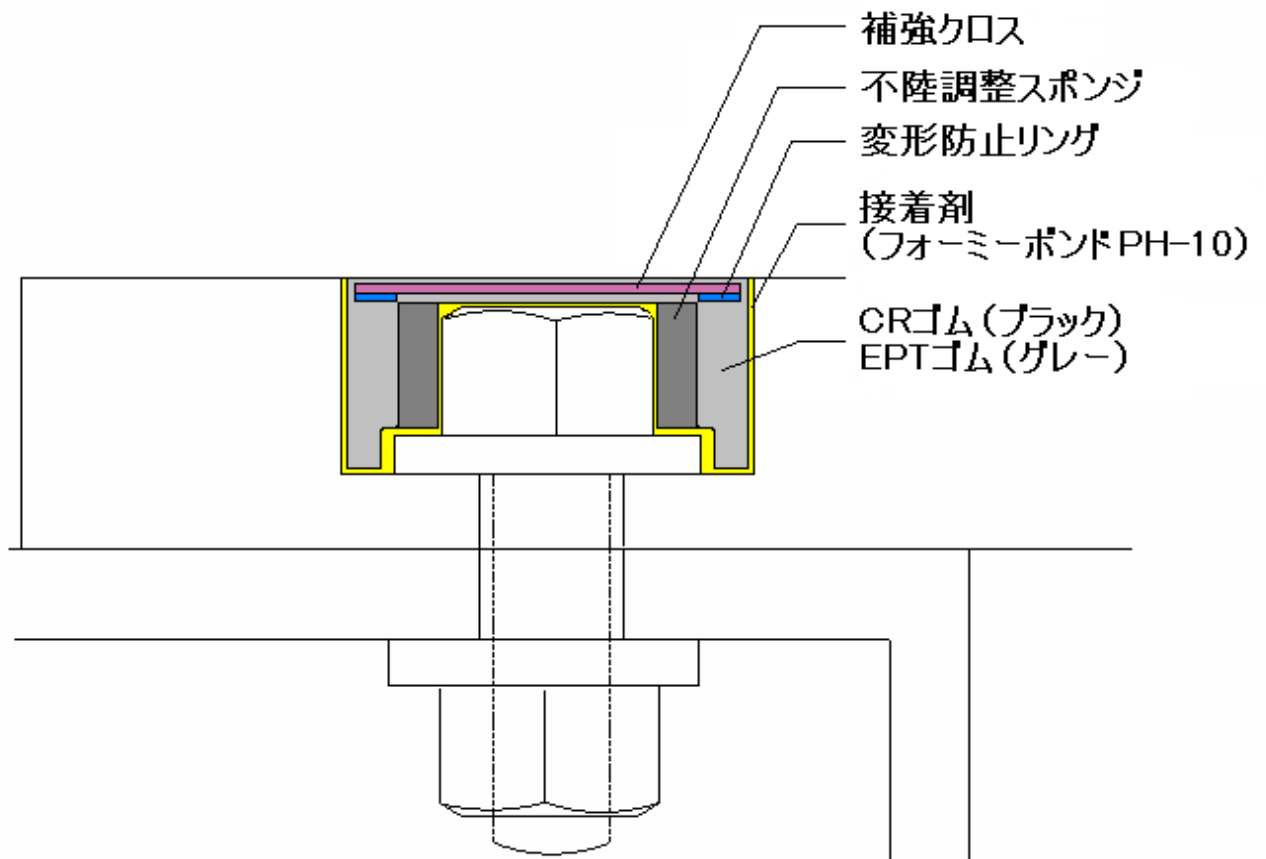 補強クロス
不陸調整スポンジ
変形防止リング
接着剤
(フォーミーボンドPH-10)
CRゴム(ブラック)
EPTゴム(グレー)